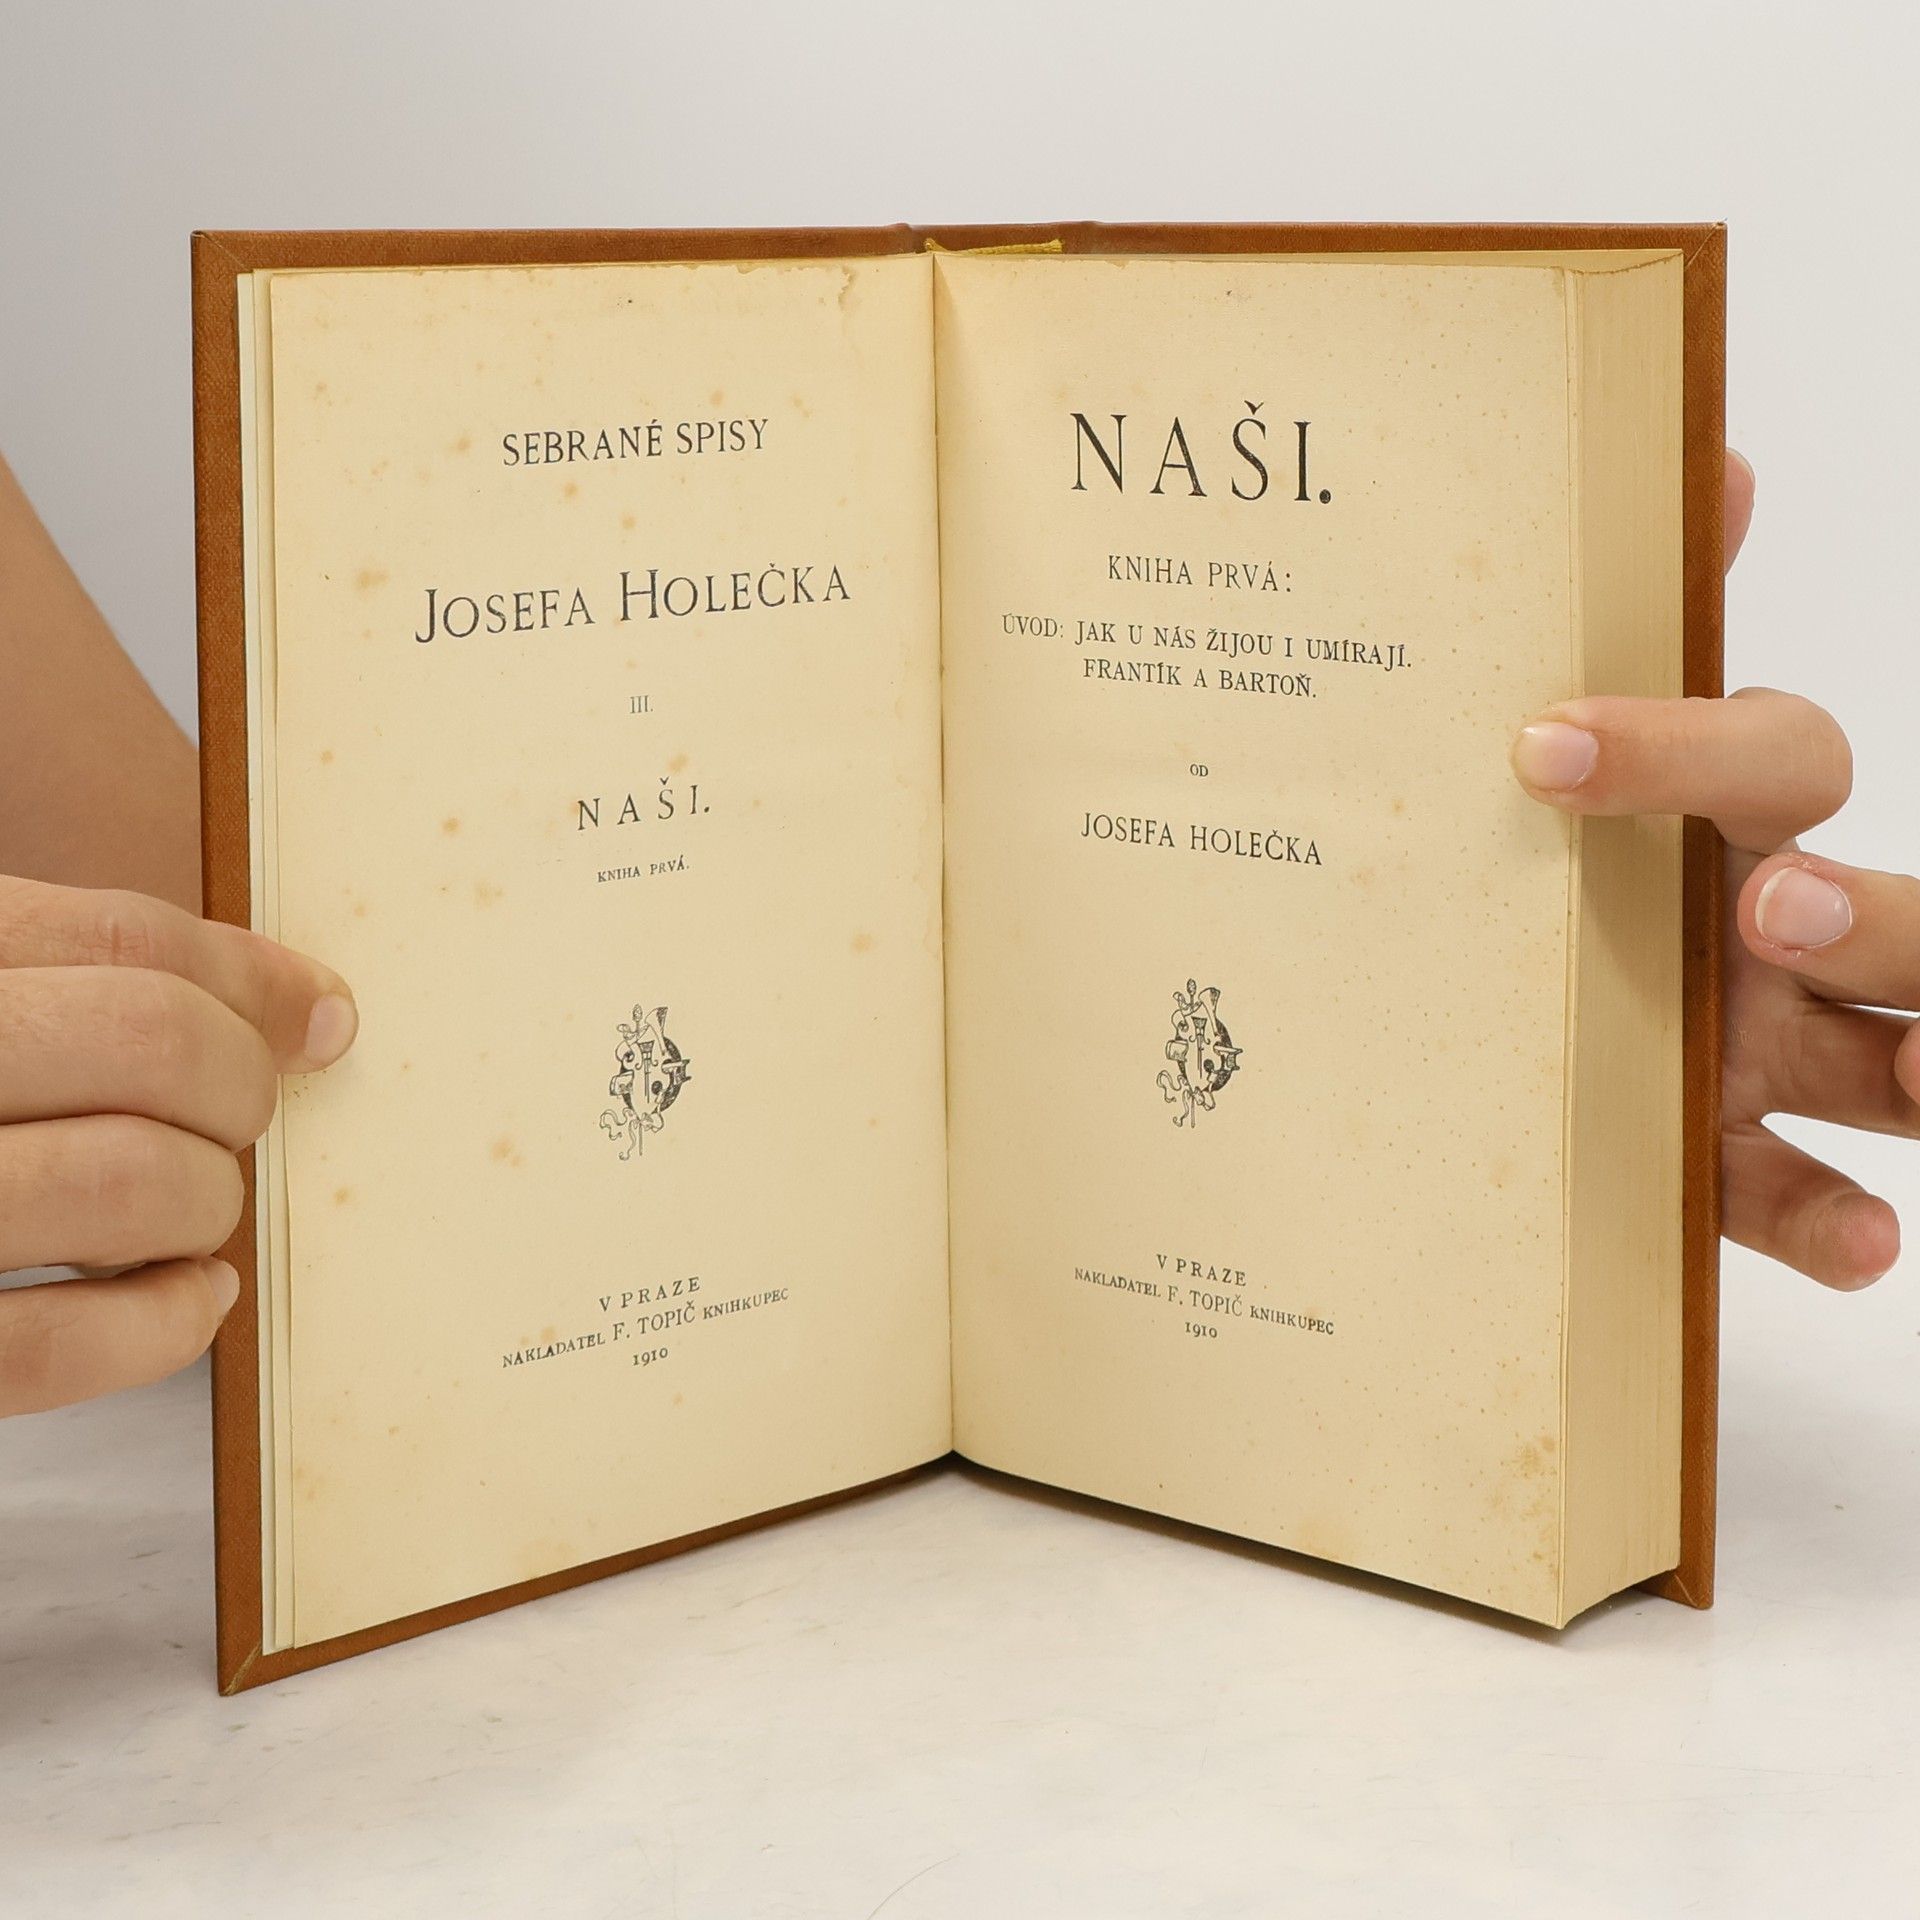 SEBRANÉ SPISY
JOSEFA HOLEČKA
III.
NAŠI.
KNIHA PRVÁ.
V PRAZE
NAKLADATEL F. TOPIČ KNIHKUPEC
1910
NAŠI.
KNIHA PRVÁ:
ÚVOD: JAK U NÁS ŽIJOU I UMÍRAJÍ.
FRANTÍK A BARTOŇ.
OD
JOSEFA HOLEČKA
V PRAZE
NAKLADATEL F. TOPIČ KNIHKUPEC
1910